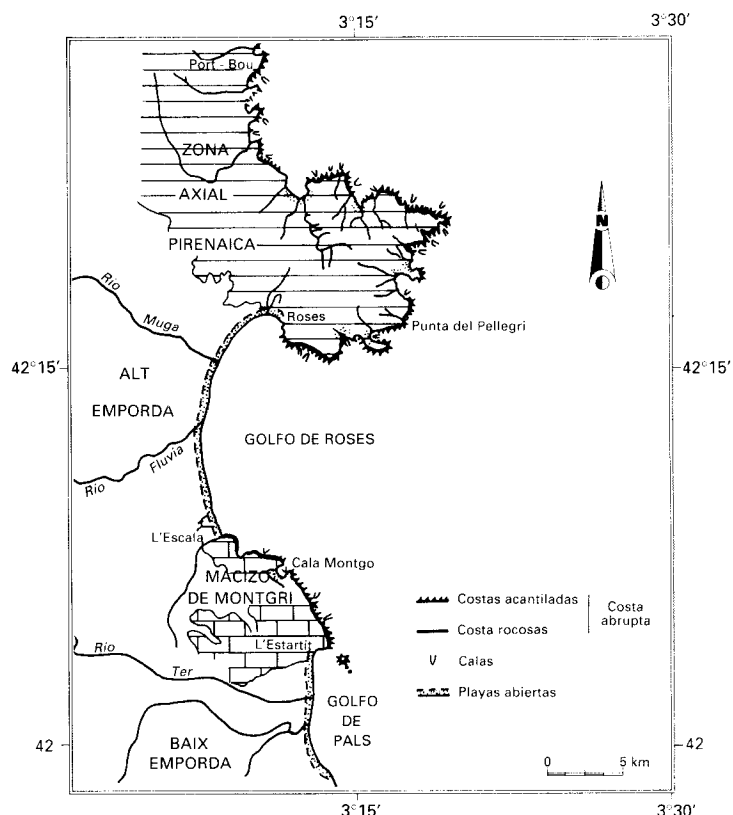 3°15′ 3°30′
Port - Bou
ZONA
AXIAL
PIRENAICA
N
Rio
Muga
Roses
Punta del Pellegri
42°15′ 42°15′
ALT
EMPORDA
GOLFO DE ROSES
Rio Fluvia
L'Escala
Cala Montgo
MACIZO
DE MONTGRI
Costas acantiladas
Costa rocosas
Costa
abrupta
Calas
Playas abiertas
L'Estartit
Rio
Ter
GOLFO
DE
PALS
BAIX
EMPORDA
42 42
0 5 km
3°15′ 3°30′